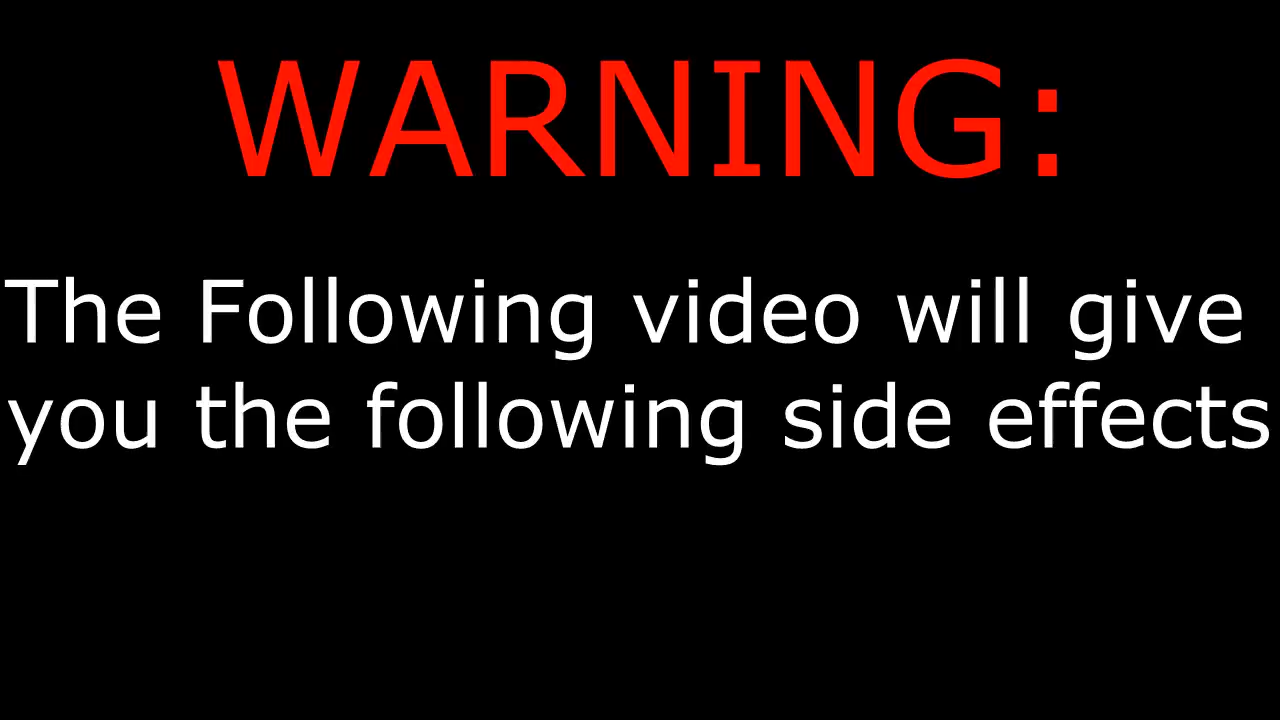 WARNING:
The Following video will give
you the following side effects